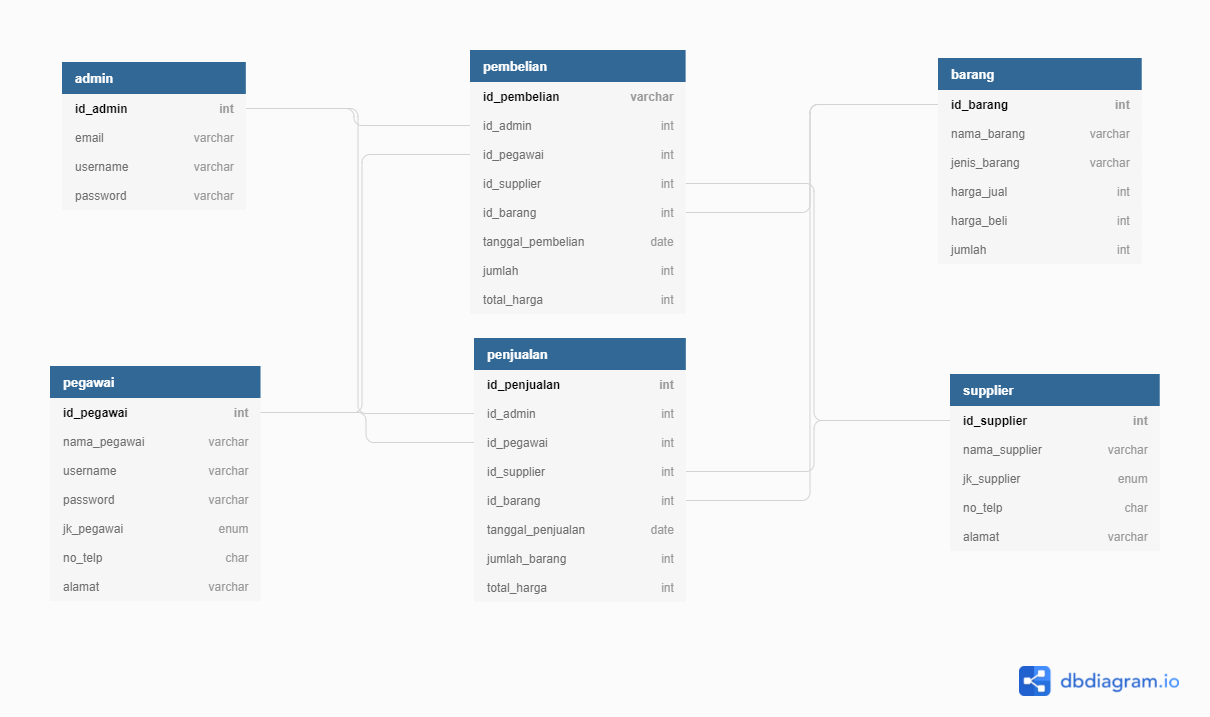 admin
id_admin int
email varchar
username varchar
password varchar
pembelian
id_pembelian varchar
id_admin int
id_pegawai int
id_supplier int
id_barang int
tanggal_pembelian date
jumlah int
total_harga int
barang
id_barang int
nama_barang varchar
jenis_barang varchar
harga_jual int
harga_beli int
jumlah int
pegawai
id_pegawai int
nama_pegawai varchar
username varchar
password varchar
jk_pegawai enum
no_telp char
alamat varchar
penjualan
id_penjualan int
id_admin int
id_pegawai int
id_supplier int
id_barang int
tanggal_penjualan date
jumlah_barang int
total_harga int
supplier
id_supplier int
nama_supplier varchar
jk_supplier enum
no_telp char
alamat varchar
dbdiagram.io